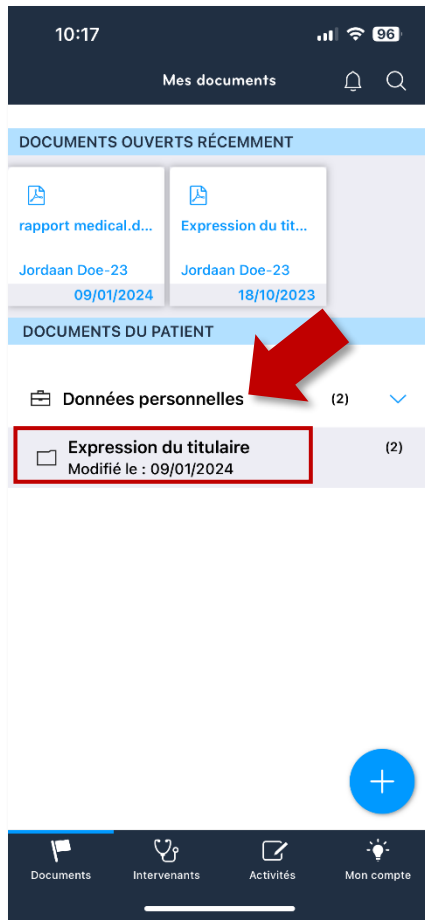 10:17
96
Mes documents
DOCUMENTS OUVERTS RÉCEMMENT
rapport medical.d...
Jordaan Doe-23
09/01/2024
Expression du tit...
Jordaan Doe-23
18/10/2023
DOCUMENTS DU PATIENT
Données personnelles (2)
Expression du titulaire (2)
Modifié le : 09/01/2024
Documents
Intervenants
Activités
Mon compte